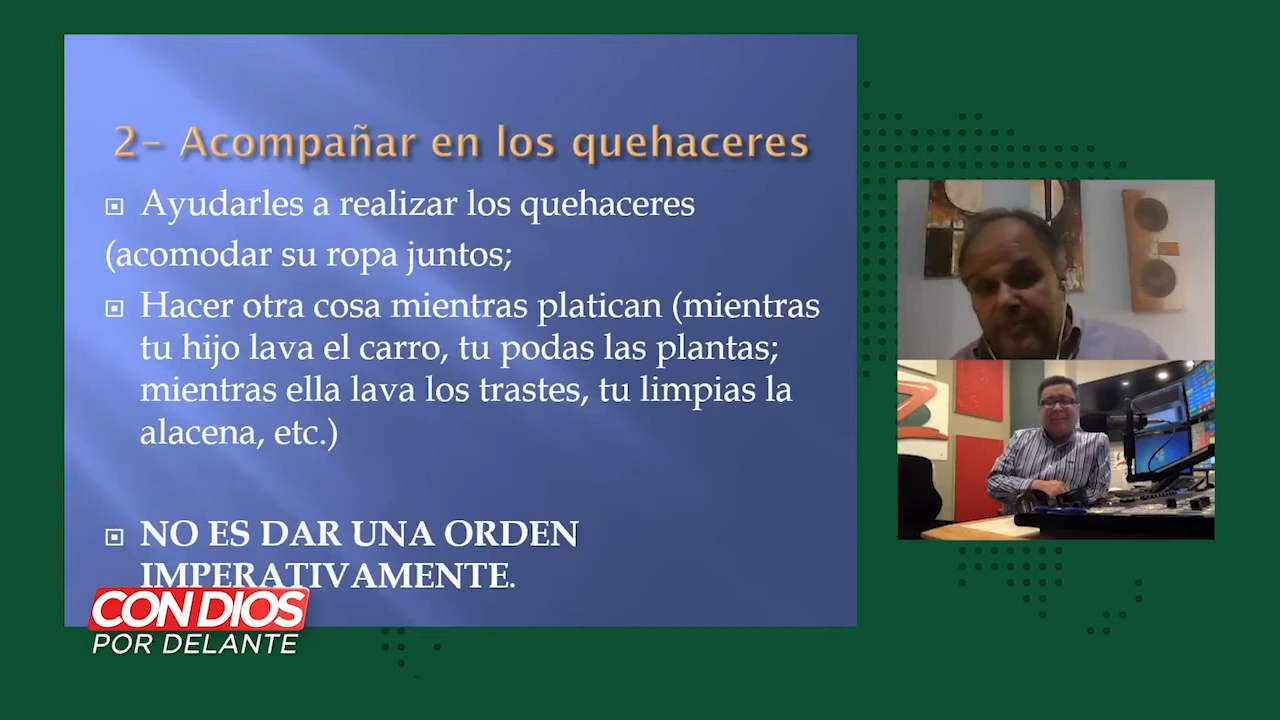 2- Acompañar en los quehaceres
Ayudarles a realizar los quehaceres
(acomodar su ropa juntos;
Hacer otra cosa mientras platican (mientras
tu hijo lava el carro, tu podas las plantas;
mientras ella lava los trastes, tu limpias la
alacena, etc.)
NO ES DAR UNA ORDEN
IMPERATIVAMENTE.
CON DIOS
POR DELANTE